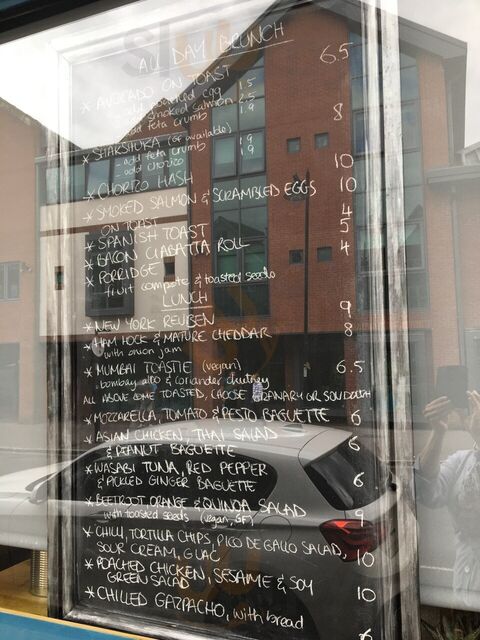 ALL DAY BRUNCH
* AVOCADO ON TOAST 6.5
- add poached egg 1.5
smoked salmon 2.5
add feta crumb 1.9
* SHAKSHUKA (GF available) 8
- add feta crumb 1.9
- add chorizo 1.9
* CHORIZO HASH 10
* SMOKED SALMON & SCRAMBLED EGGS 10
ON TOAST
* SPANISH TOAST 4
* BACON CIABATTA ROLL 5
* PORRIDGE 4
fruit compote & toasted seeds
LUNCH
* NEW YORK REUBEN 9
* HAM HOCK & MATURE CHEDDAR 8
with onion jam
* MUMBAI TOASTIE (vegan) 6.5
bombay aloo & coriander chutney
ALL ABOVE COME TOASTED, CHOOSE ORDINARY OR SOURDOUGH
* MOZZARELLA, TOMATO & PESTO BAGUETTE 6
* ASIAN CHICKEN, THAI SALAD 6
& PEANUT BAGUETTE
* WASABI TUNA, RED PEPPER
& PICKLED GINGER BAGUETTE 6
* BEETROOT, ORANGE & QUINOA SALAD 9
with toasted seeds (vegan, GF)
* CHILLI, TORTILLA CHIPS, PICO DE GALLO SALAD,
SOUR CREAM, GUAC 10
* POACHED CHICKEN, SESAME & SOY 10
GREEN SALAD
* CHILLED GAZPACHO, with bread 6